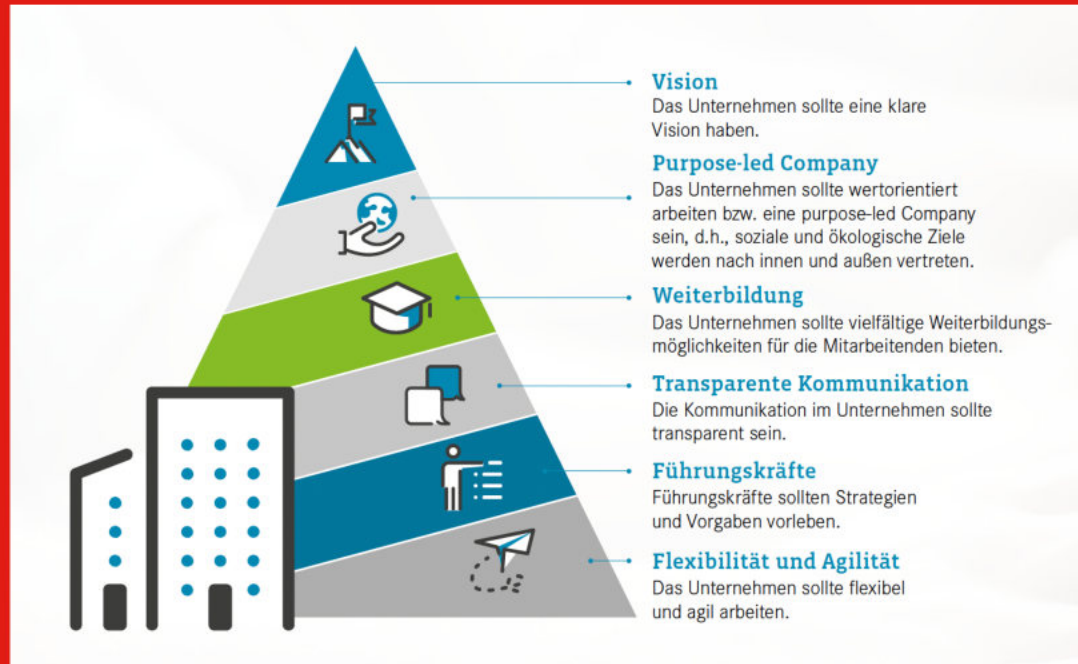 Vision
Das Unternehmen sollte eine klare
Vision haben.
Purpose-led Company
Das Unternehmen sollte wertorientiert
arbeiten bzw. eine purpose-led Company
sein, d.h., soziale und ökologische Ziele
werden nach innen und außen vertreten.
Weiterbildung
Das Unternehmen sollte vielfältige Weiterbildungs-
möglichkeiten für die Mitarbeitenden bieten.
Transparente Kommunikation
Die Kommunikation im Unternehmen sollte
transparent sein.
Führungskräfte
Führungskräfte sollten Strategien
und Vorgaben vorleben.
Flexibilität und Agilität
Das Unternehmen sollte flexibel
und agil arbeiten.